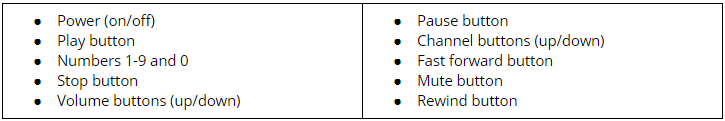 ● Power (on/off)
● Play button
● Numbers 1-9 and 0
● Stop button
● Volume buttons (up/down)
● Pause button
● Channel buttons (up/down)
● Fast forward button
● Mute button
● Rewind button